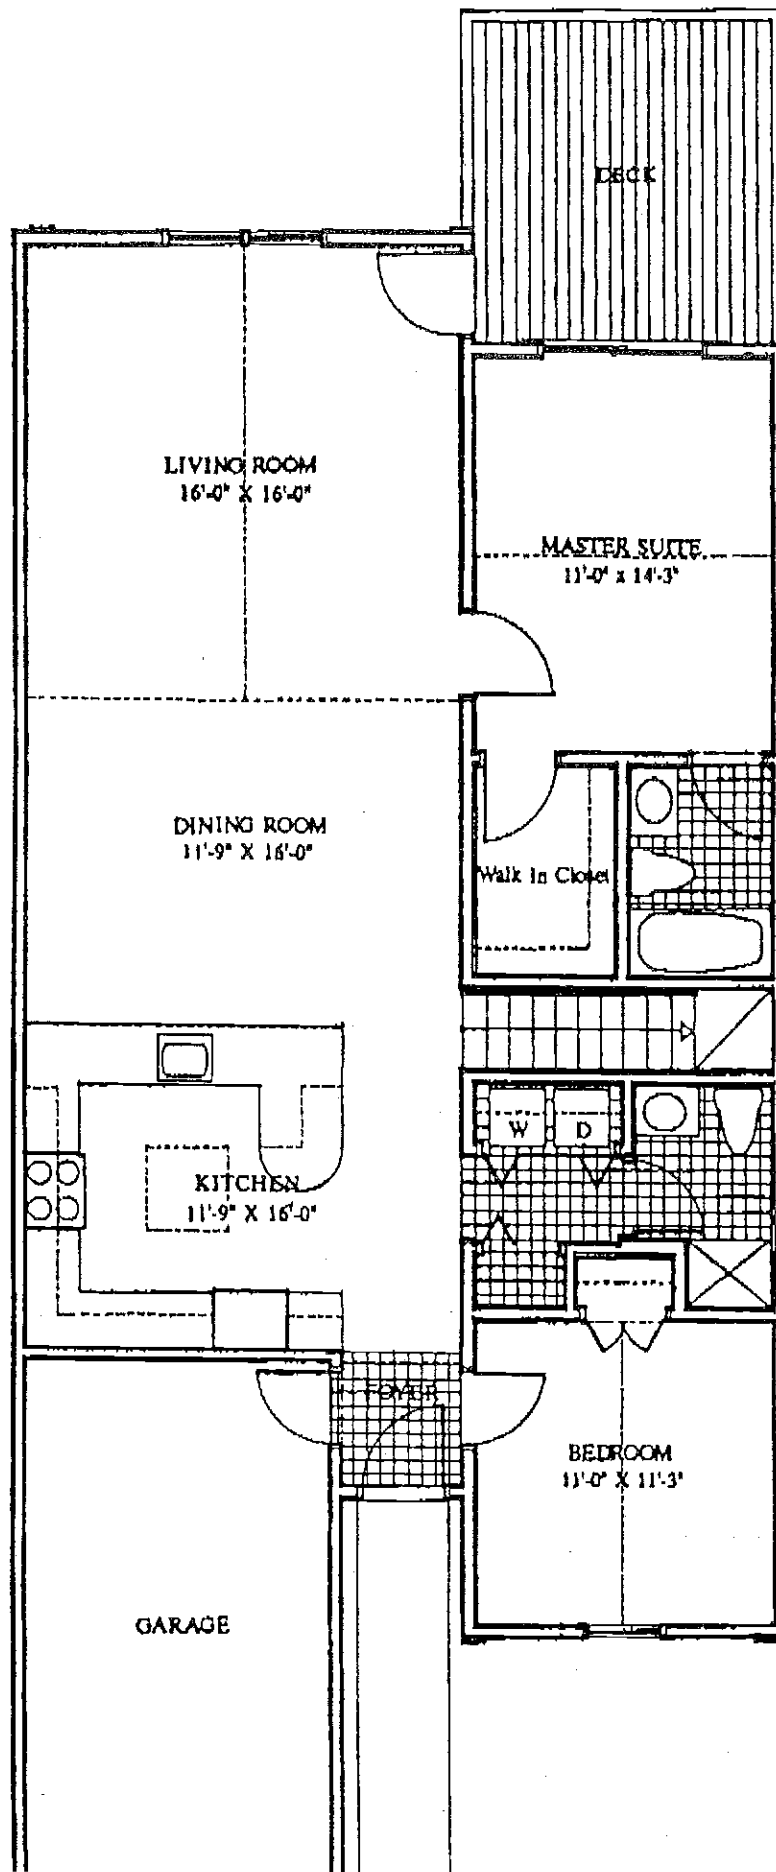 DECK
LIVING ROOM
16'-0" X 16'-0"
MASTER SUITE
11'-0" x 14'-3"
DINING ROOM
11'-9" X 16'-0"
Walk In Closet
W D
KITCHEN
11'-9" X 16'-0"
FOYER
BEDROOM
11'-0" X 11'-3"
GARAGE